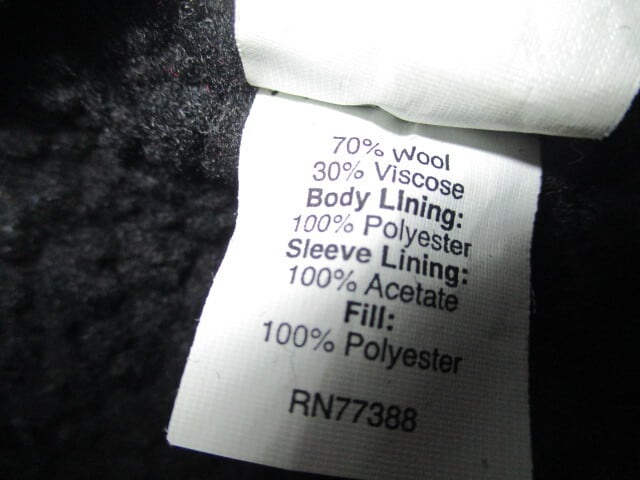 70% Wool
30% Viscose
Body Lining:
100% Polyester
Sleeve Lining:
100% Acetate
Fill:
100% Polyester
RN77388